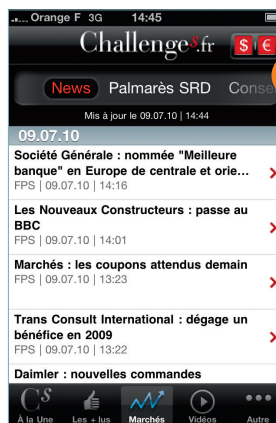 .... Orange F 3G 14:45
Challenges.fr $ €
News Palmarès SRD Conse
Mis à jour le 09.07.10 | 14:44
09.07.10
Société Générale : nommée "Meilleure
banque" en Europe de centrale et orie...
FPS | 09.07.10 | 14:16
Les Nouveaux Constructeurs : passe au
BBC
FPS | 09.07.10 | 14:01
Marchés : les coupons attendus demain
FPS | 09.07.10 | 13:23
Trans Consult International : dégage un
bénéfice en 2009
FPS | 09.07.10 | 13:22
Daimler : nouvelles commandes
Cs
À la Une Les + lus Marchés Vidéos Autre